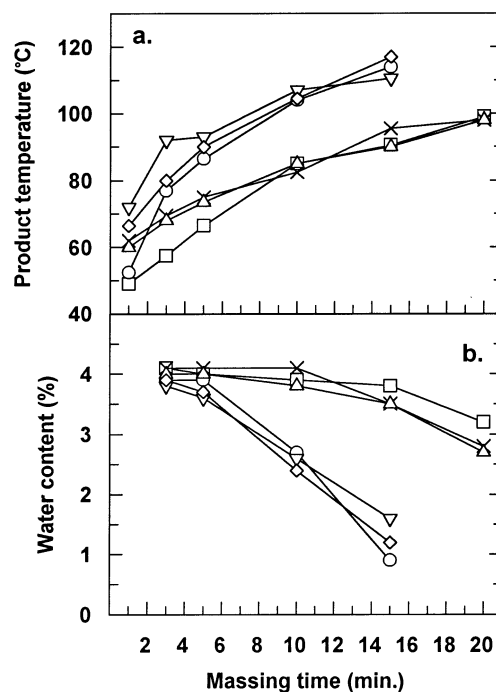 a.
Product temperature (°C)
120
100
80
60
40
b.
Water content (%)
4
3
2
1
0
2 4 6 8 10 12 14 16 18 20
Massing time (min.)